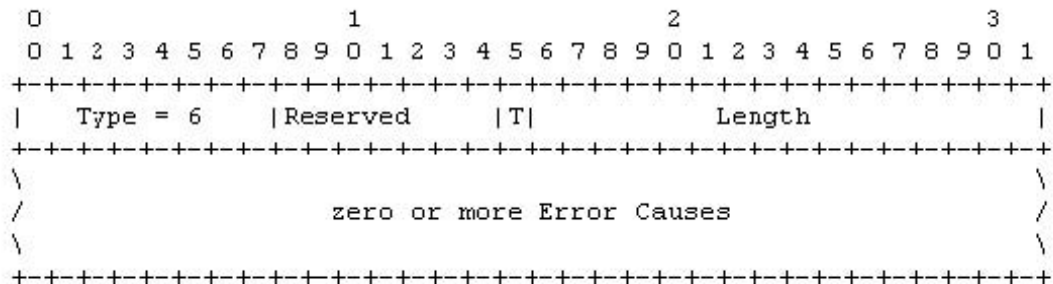 0                   1                   2                   3
 0 1 2 3 4 5 6 7 8 9 0 1 2 3 4 5 6 7 8 9 0 1 2 3 4 5 6 7 8 9 0 1
+-+-+-+-+-+-+-+-+-+-+-+-+-+-+-+-+-+-+-+-+-+-+-+-+-+-+-+-+-+-+-+-+
|   Type = 6    |Reserved     |T|           Length              |
+-+-+-+-+-+-+-+-+-+-+-+-+-+-+-+-+-+-+-+-+-+-+-+-+-+-+-+-+-+-+-+-+
\                                                               \
/                   zero or more Error Causes                   /
\                                                               \
+-+-+-+-+-+-+-+-+-+-+-+-+-+-+-+-+-+-+-+-+-+-+-+-+-+-+-+-+-+-+-+-+